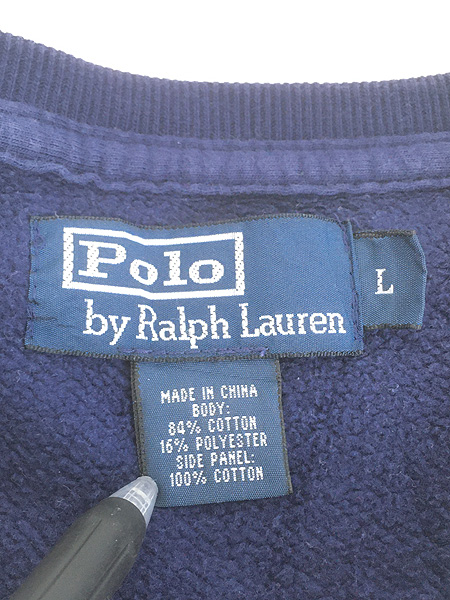 Polo
by Ralph Lauren
L
MADE IN CHINA
BODY:
84% COTTON
16% POLYESTER
SIDE PANEL:
100% COTTON